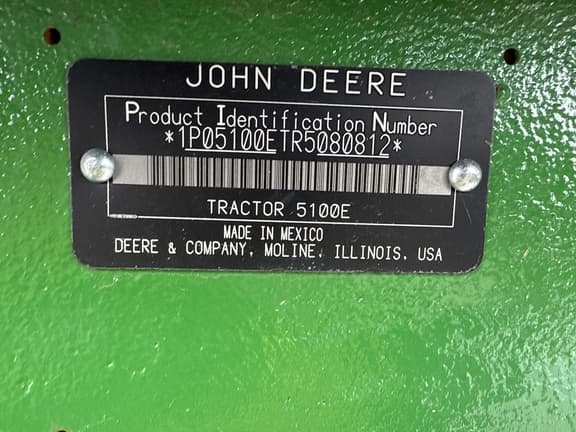 JOHN DEERE
Product Identification Number
*1P05100ETR5080812*
TRACTOR 5100E
MADE IN MEXICO
DEERE & COMPANY, MOLINE, ILLINOIS, USA